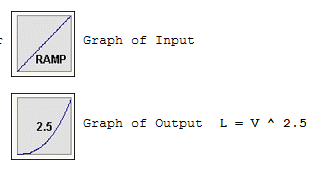 RAMP
Graph of Input
2.5
Graph of Output L = V ^ 2.5